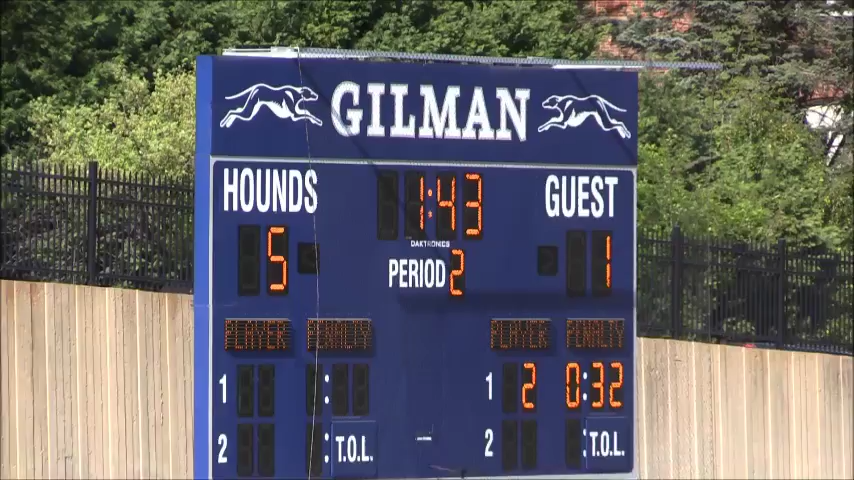 GILMAN
HOUNDS 1:43 GUEST
DAKTRONICS
5 PERIOD 2 1
PLAYER PENALTY PLAYER PENALTY
1 : 1 2 0:32
2 : T.O.L. 2 : T.O.L.